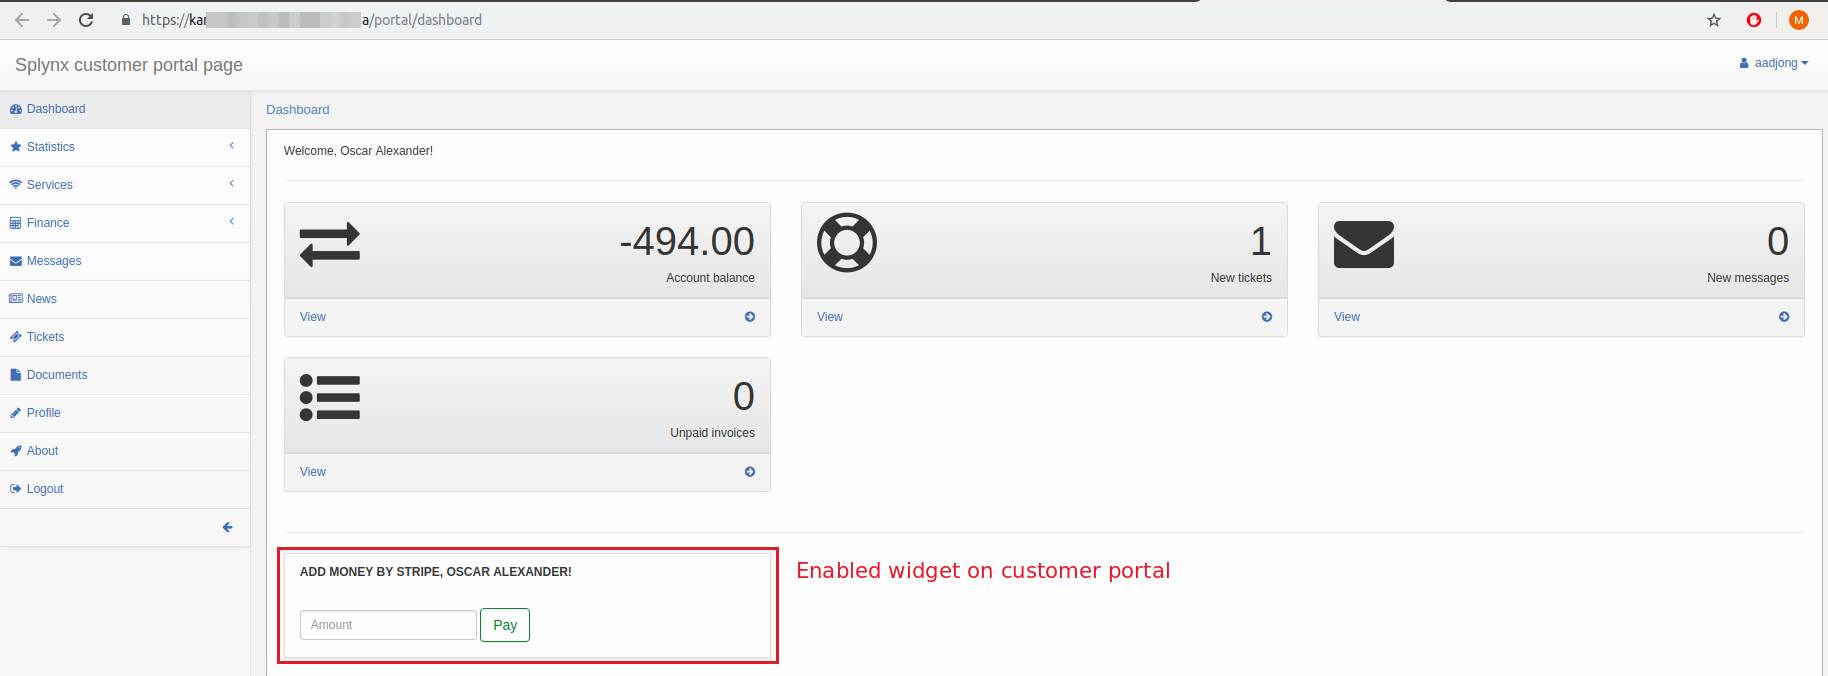 https://kar a/portal/dashboard
M
Splynx customer portal page
aadjong
Dashboard
Statistics
Services
Finance
Messages
News
Tickets
Documents
Profile
About
Logout
Dashboard
Welcome, Oscar Alexander!
-494.00
Account balance
View
1
New tickets
View
0
New messages
View
0
Unpaid invoices
View
ADD MONEY BY STRIPE, OSCAR ALEXANDER!
Amount
Pay
Enabled widget on customer portal